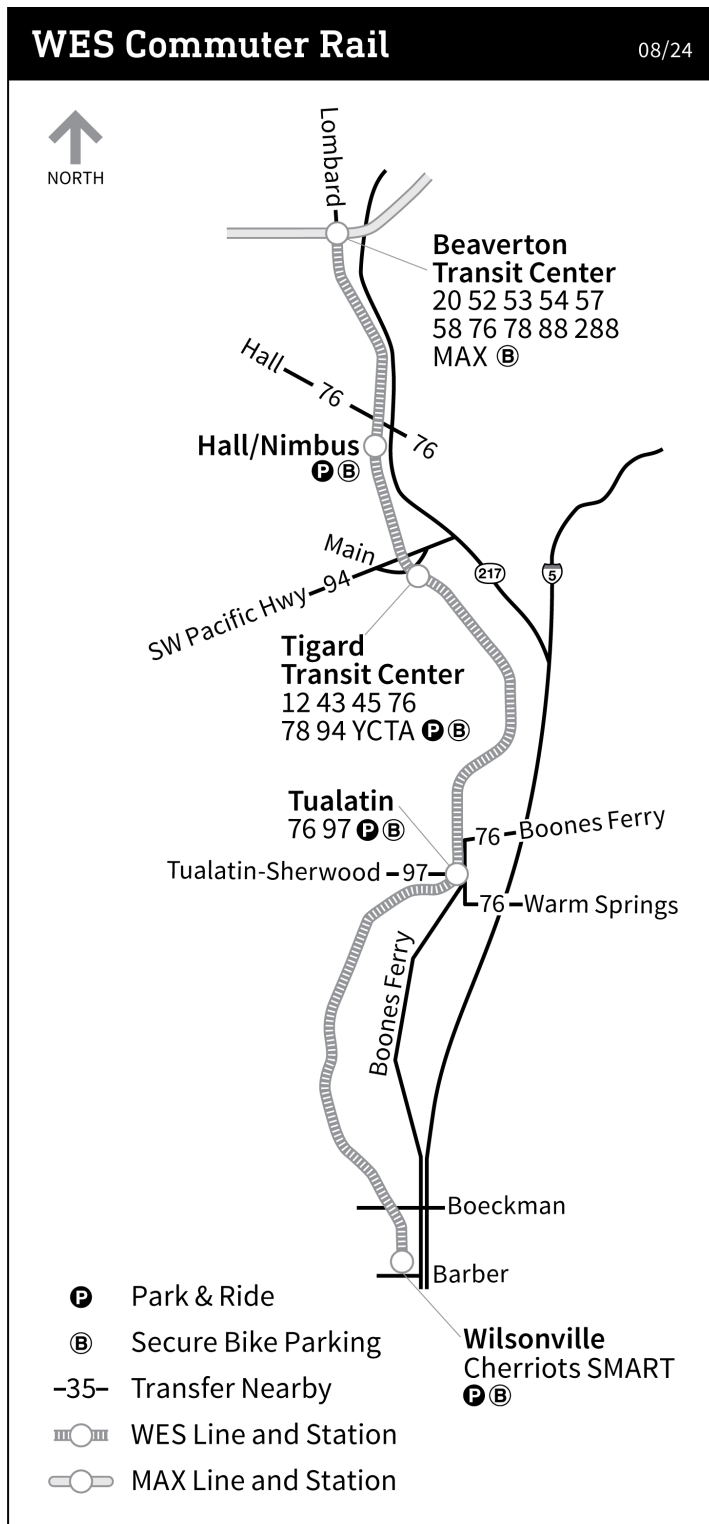 WES Commuter Rail
08/24
NORTH
Lombard
Beaverton
Transit Center
20 52 53 54 57
58 76 78 88 288
MAX B
Hall
76
76
Hall/Nimbus
P B
Main
94
SW Pacific Hwy
217
5
Tigard
Transit Center
12 43 45 76
78 94 YCTA P B
Tualatin
76 97 P B
76 Boones Ferry
Tualatin-Sherwood 97
76 Warm Springs
Boones Ferry
Boeckman
Barber
Wilsonville
Cherriots SMART
P B
P Park & Ride
B Secure Bike Parking
–35– Transfer Nearby
WES Line and Station
MAX Line and Station